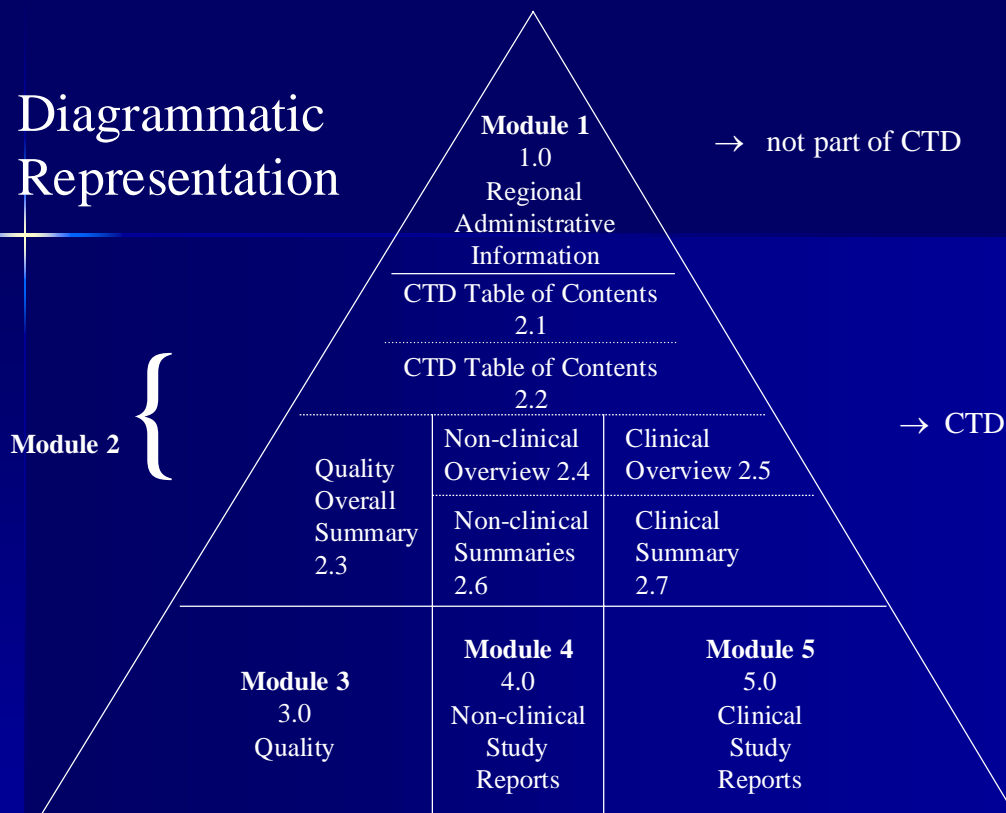 Diagrammatic
Representation
Module 1
1.0
Regional
Administrative
Information
→ not part of CTD
CTD Table of Contents
2.1
CTD Table of Contents
2.2
Module 2 {
→ CTD
Quality
Overall
Summary
2.3
Non-clinical
Overview 2.4
Clinical
Overview 2.5
Non-clinical
Summaries
2.6
Clinical
Summary
2.7
Module 3
3.0
Quality
Module 4
4.0
Non-clinical
Study
Reports
Module 5
5.0
Clinical
Study
Reports